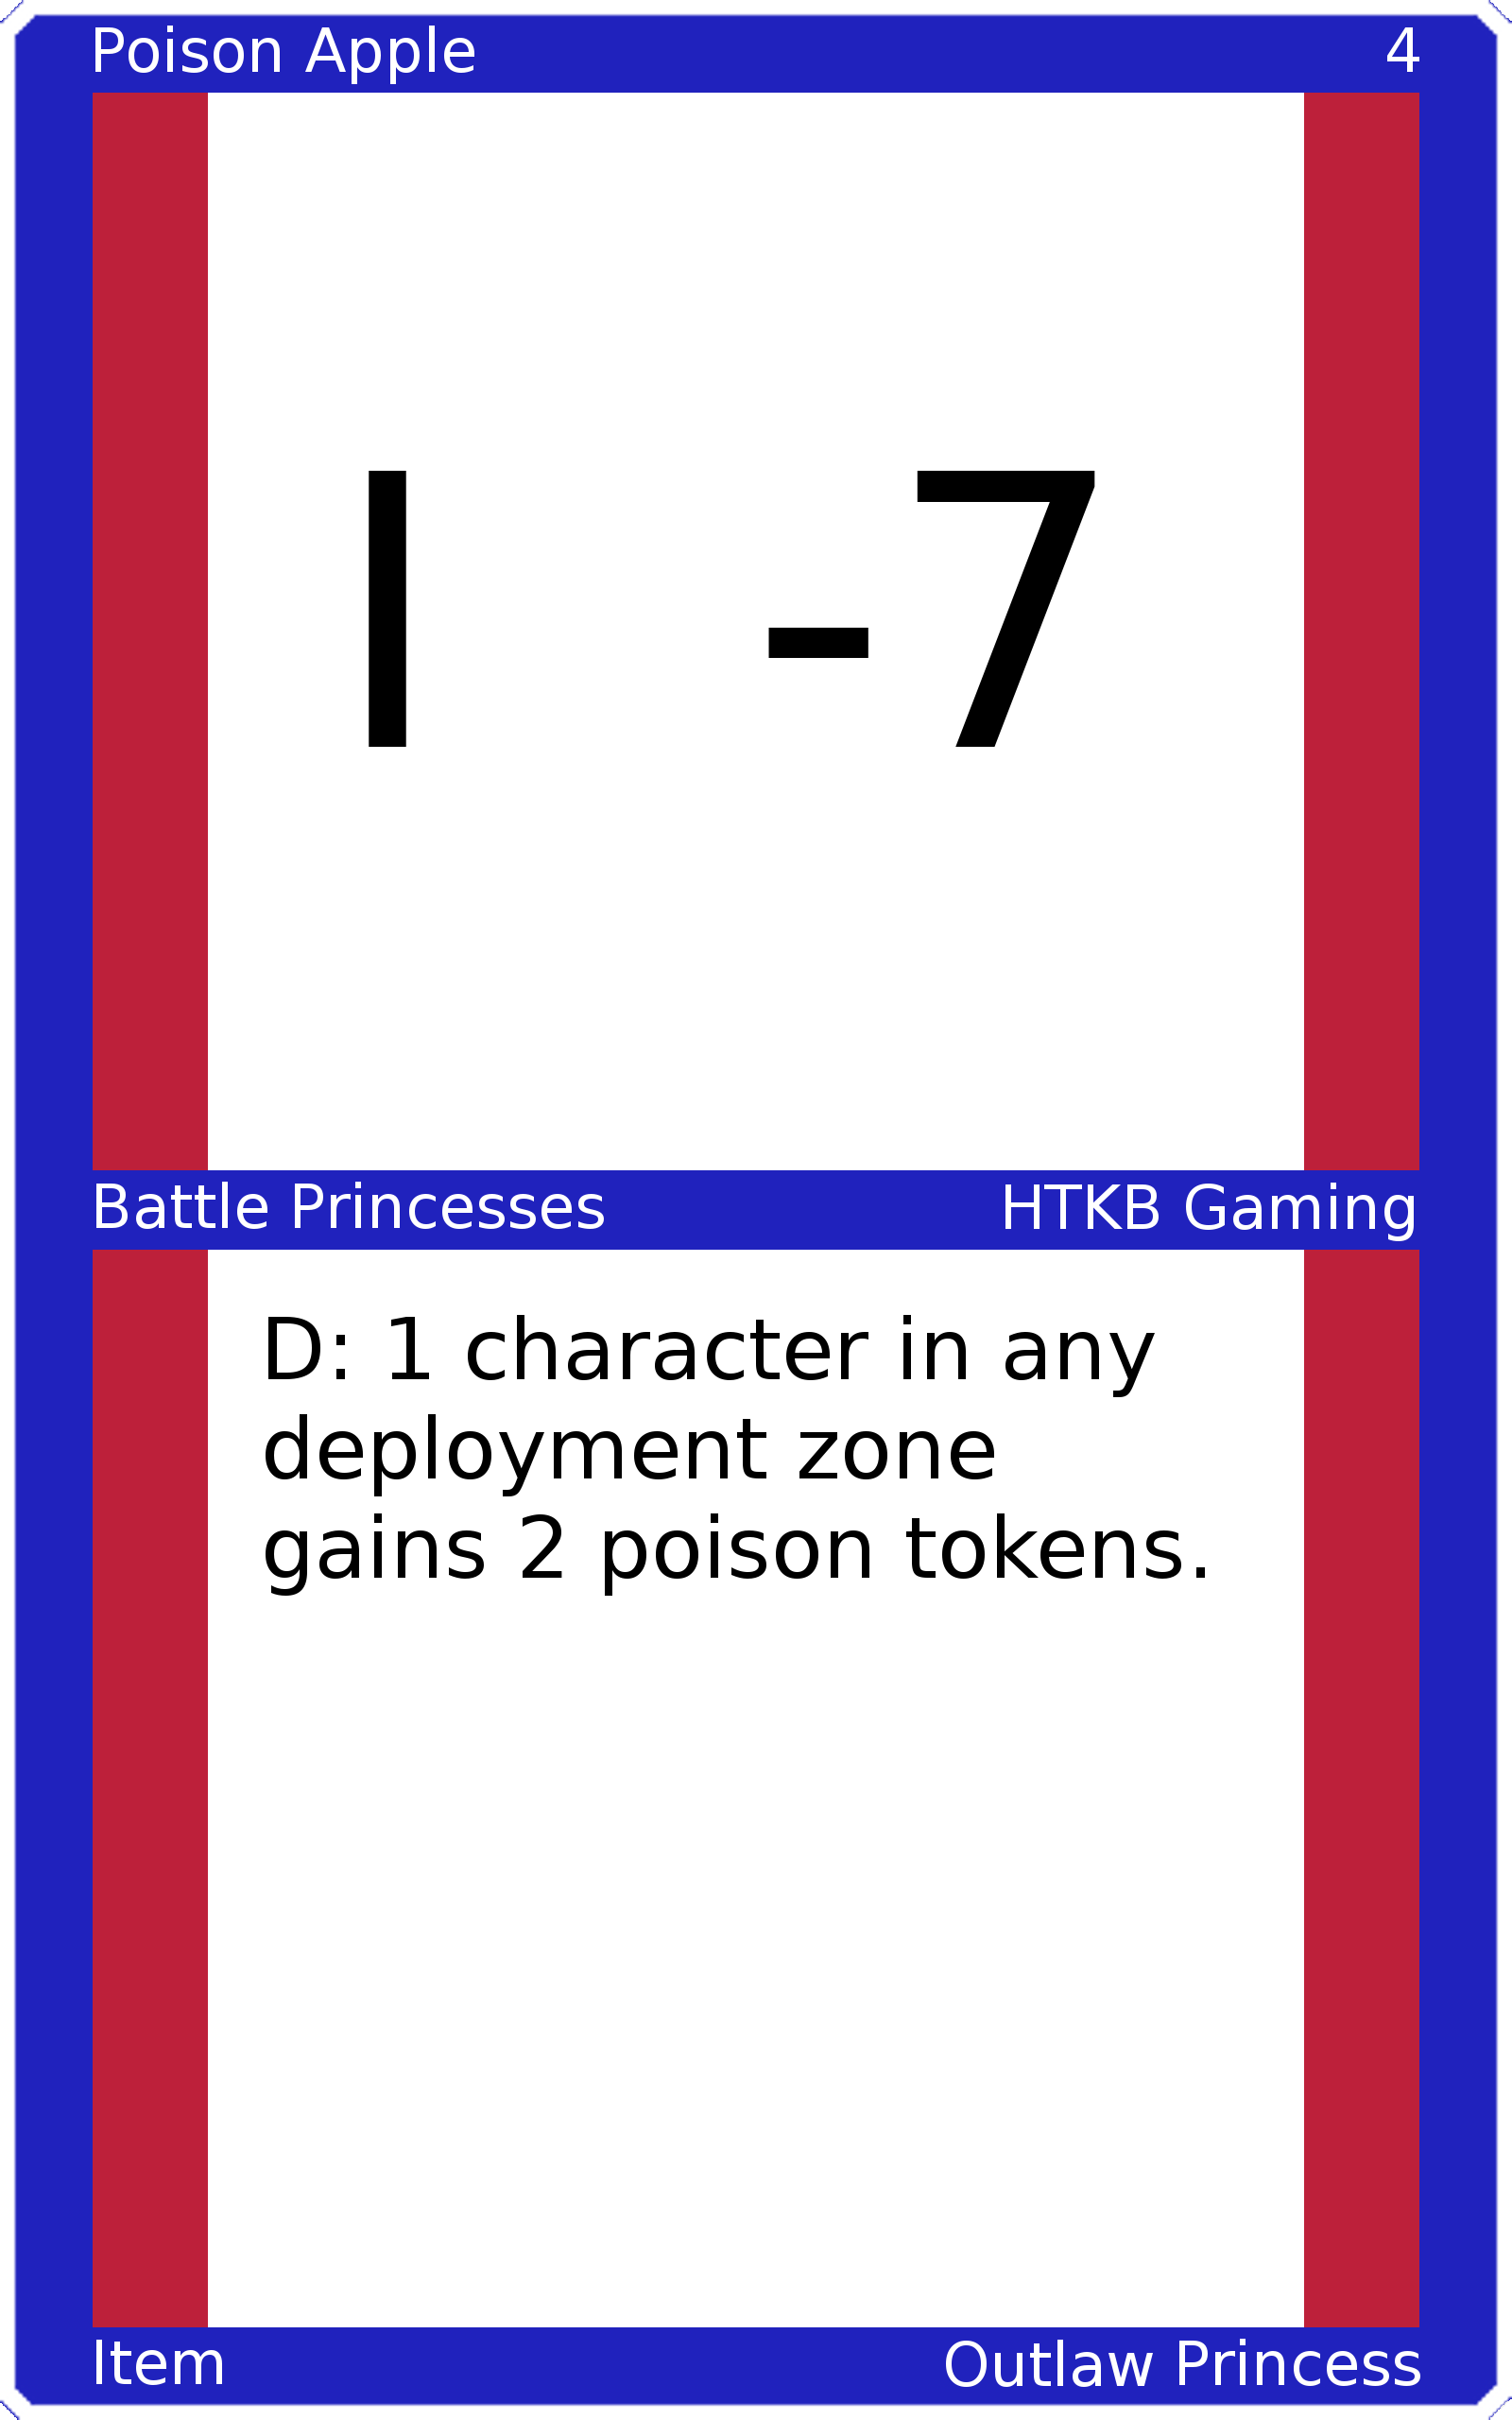 Poison Apple 4
I -7
Battle Princesses HTKB Gaming
D: 1 character in any
deployment zone
gains 2 poison tokens.
Item Outlaw Princess